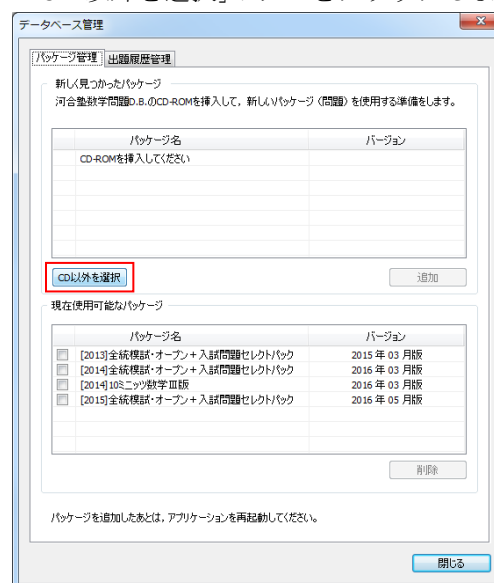 データベース管理
パッケージ管理 出題履歴管理
新しく見つかったパッケージ
河合塾数学問題D.B.のCD-ROMを挿入して，新しいパッケージ（問題）を使用する準備をします。
パッケージ名 バージョン
CD-ROMを挿入してください
CD以外を選択 追加
現在使用可能なパッケージ
パッケージ名 バージョン
[2013]全統模試・オープン＋入試問題セレクトパック 2015 年 03 月版
[2014]全統模試・オープン＋入試問題セレクトパック 2016 年 03 月版
[2014]10ミニッツ数学Ⅲ版 2016 年 03 月版
[2015]全統模試・オープン＋入試問題セレクトパック 2016 年 05 月版
削除
パッケージを追加したあとは，アプリケーションを再起動してください。
閉じる